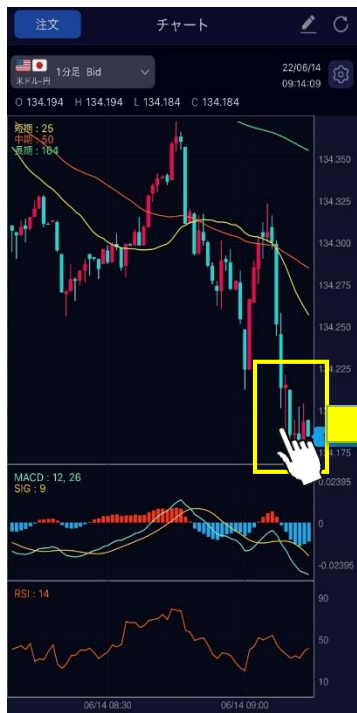 注文
チャート
米ドル-円
1分足 Bid
22/06/14
09:14:09
O 134.194 H 134.194 L 134.184 C 134.184
短期 : 25
中期 : 50
長期 : 164
134.350
134.325
134.300
134.275
134.250
134.225
134.175
MACD : 12, 26
SIG : 9
0.02395
0
-0.02395
RSI : 14
90
50
10
06/14 08:30
06/14 09:00